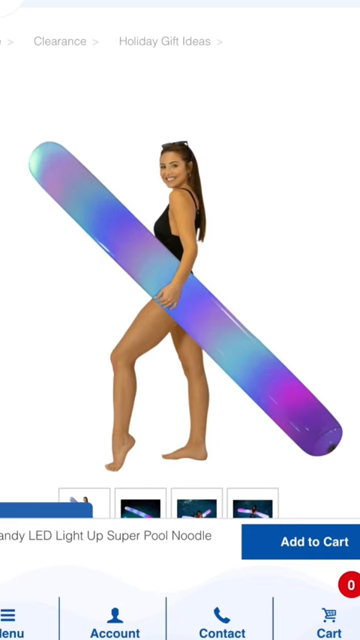 > Clearance > Holiday Gift Ideas >
andy LED Light Up Super Pool Noodle
Add to Cart
0
enu Account Contact Cart